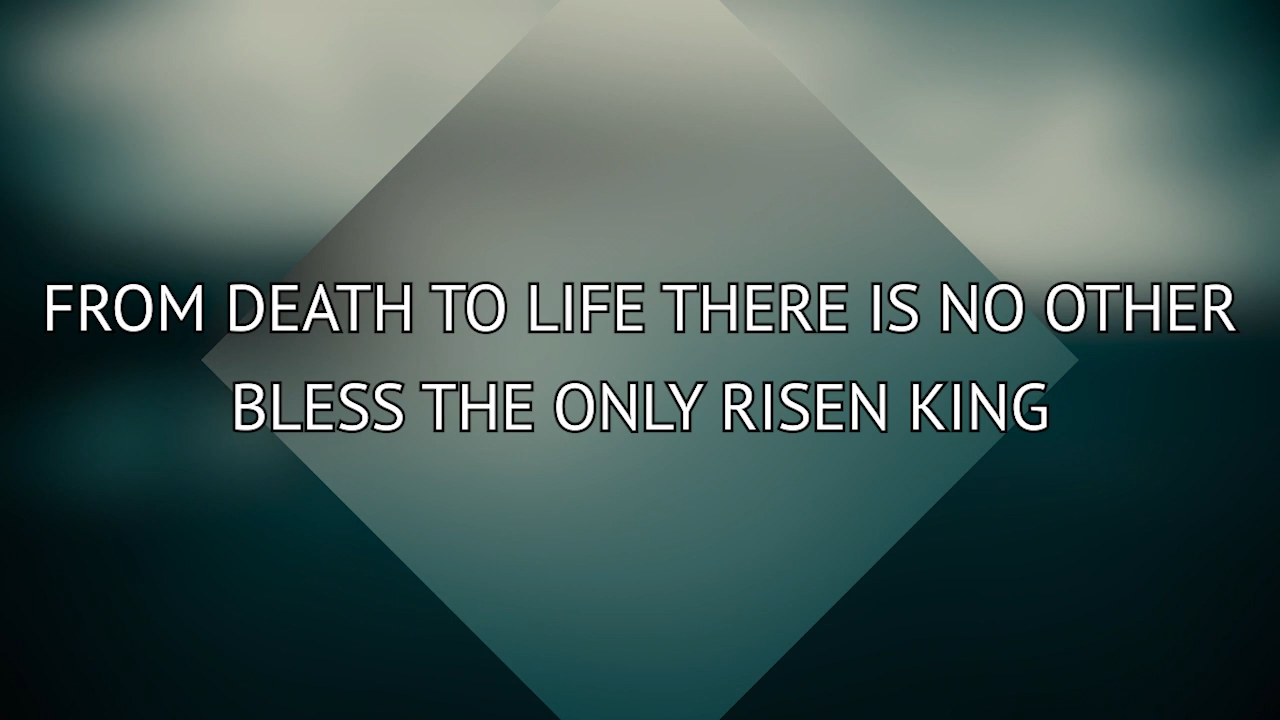 FROM DEATH TO LIFE THERE IS NO OTHER
BLESS THE ONLY RISEN KING